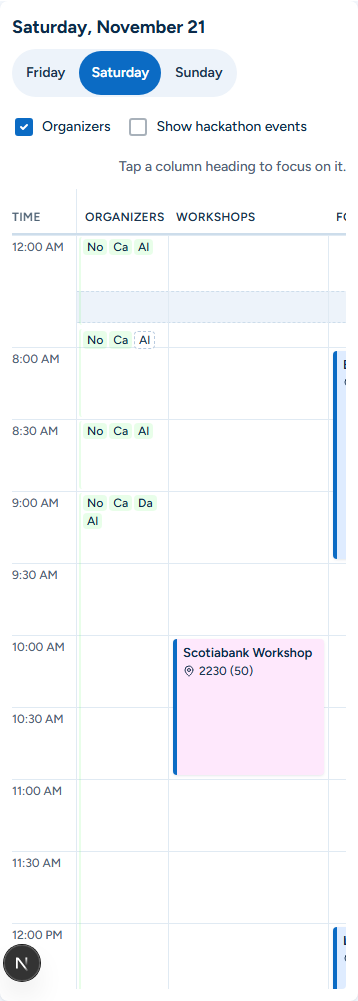 Saturday, November 21
Friday Saturday Sunday
Organizers Show hackathon events
Tap a column heading to focus on it.
TIME ORGANIZERS WORKSHOPS
12:00 AM No Ca Al
No Ca Al
8:00 AM
8:30 AM No Ca Al
9:00 AM No Ca Da
Al
9:30 AM
10:00 AM Scotiabank Workshop
2230 (50)
10:30 AM
11:00 AM
11:30 AM
12:00 PM
N